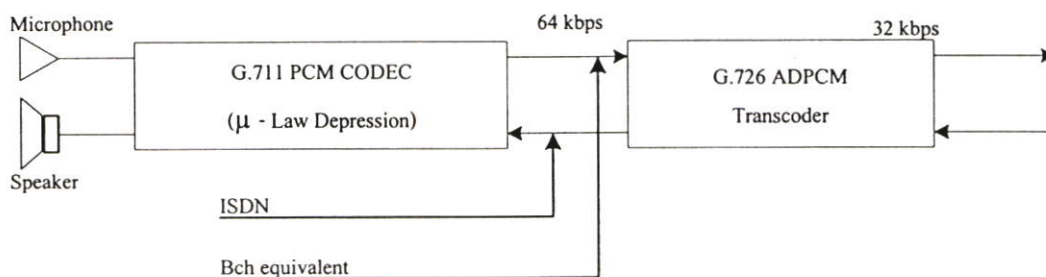 Microphone
64 kbps
32 kbps
G.711 PCM CODEC
(μ - Law Depression)
G.726 ADPCM
Transcoder
Speaker
ISDN
Bch equivalent